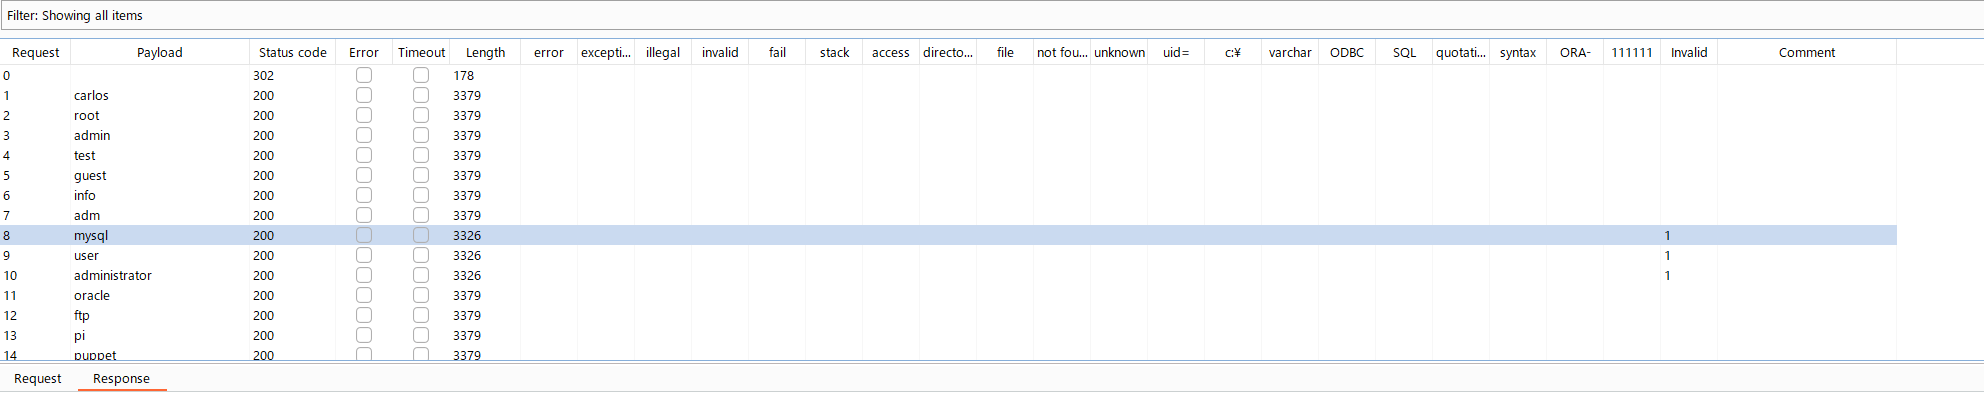 Filter: Showing all items
Request Payload Status code Error Timeout Length error excepti... illegal invalid fail stack access directo... file not fou... unknown uid= c:¥ varchar ODBC SQL quotati... syntax ORA- 111111 Invalid Comment
0 302 178
1 carlos 200 3379
2 root 200 3379
3 admin 200 3379
4 test 200 3379
5 guest 200 3379
6 info 200 3379
7 adm 200 3379
8 mysql 200 3326 1
9 user 200 3326 1
10 administrator 200 3326 1
11 oracle 200 3379
12 ftp 200 3379
13 pi 200 3379
14 puppet 200 3379
Request Response